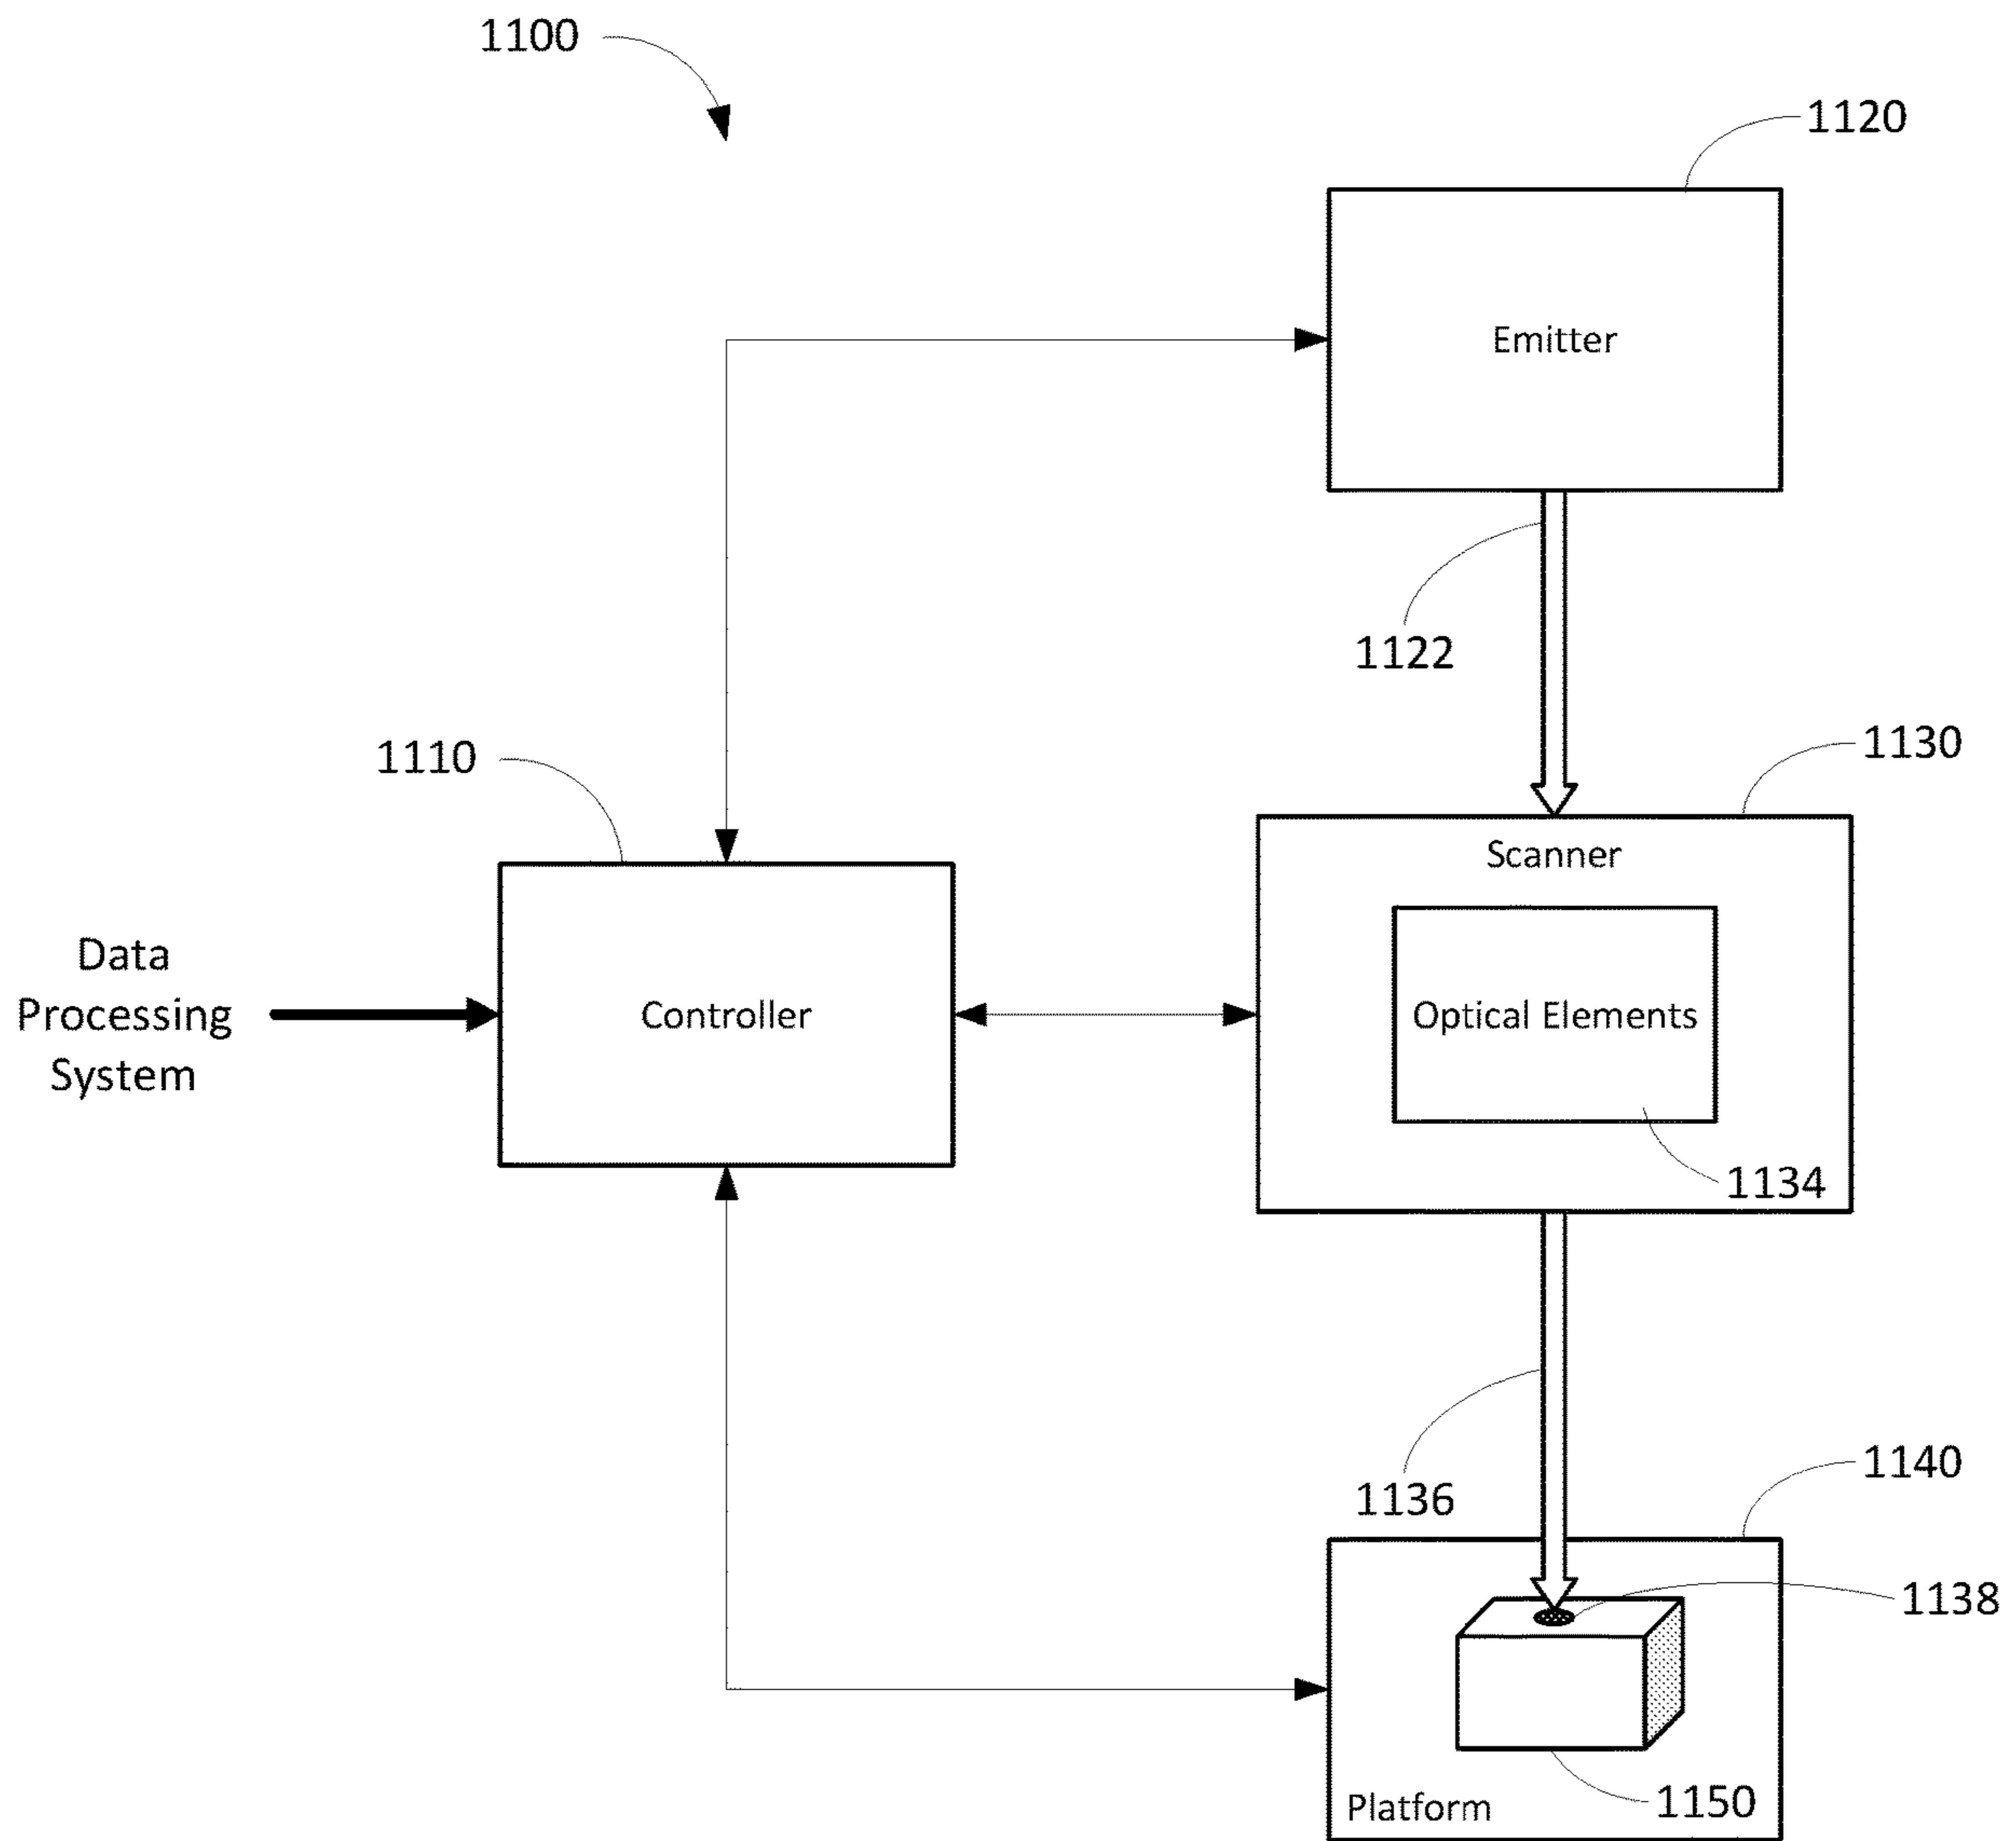 1100
1120
Emitter
1122
1130
1110
Scanner
Data
Processing
System
Controller
Optical Elements
1134
1136
1140
1138
1150
Platform